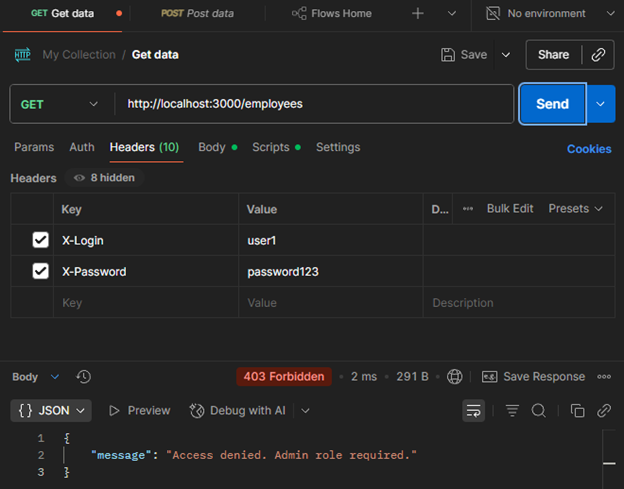 GET Get data POST Post data Flows Home No environment
HTTP My Collection / Get data Save Share
GET http://localhost:3000/employees Send
Params Auth Headers (10) Body Scripts Settings Cookies
Headers 8 hidden
Key Value D... Bulk Edit Presets
X-Login user1
X-Password password123
Key Value Description
Body 403 Forbidden • 2 ms • 291 B • e.g. Save Response
{} JSON Preview Debug with AI
1 {
2 "message": "Access denied. Admin role required."
3 }